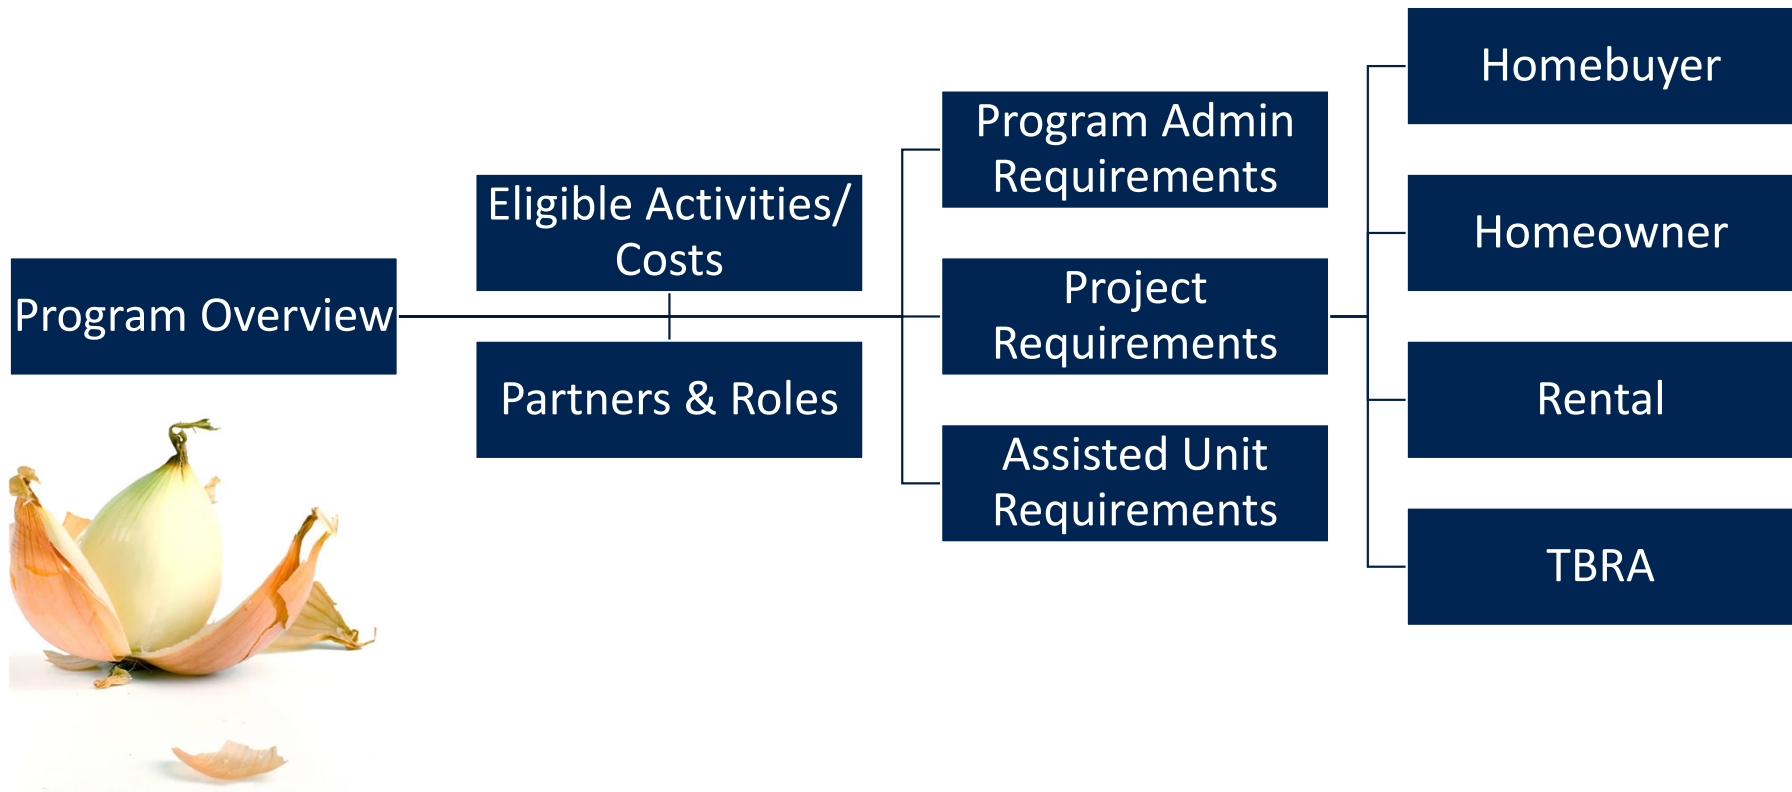 Program Overview
Eligible Activities/
Costs
Partners & Roles
Program Admin
Requirements
Project
Requirements
Assisted Unit
Requirements
Homebuyer
Homeowner
Rental
TBRA